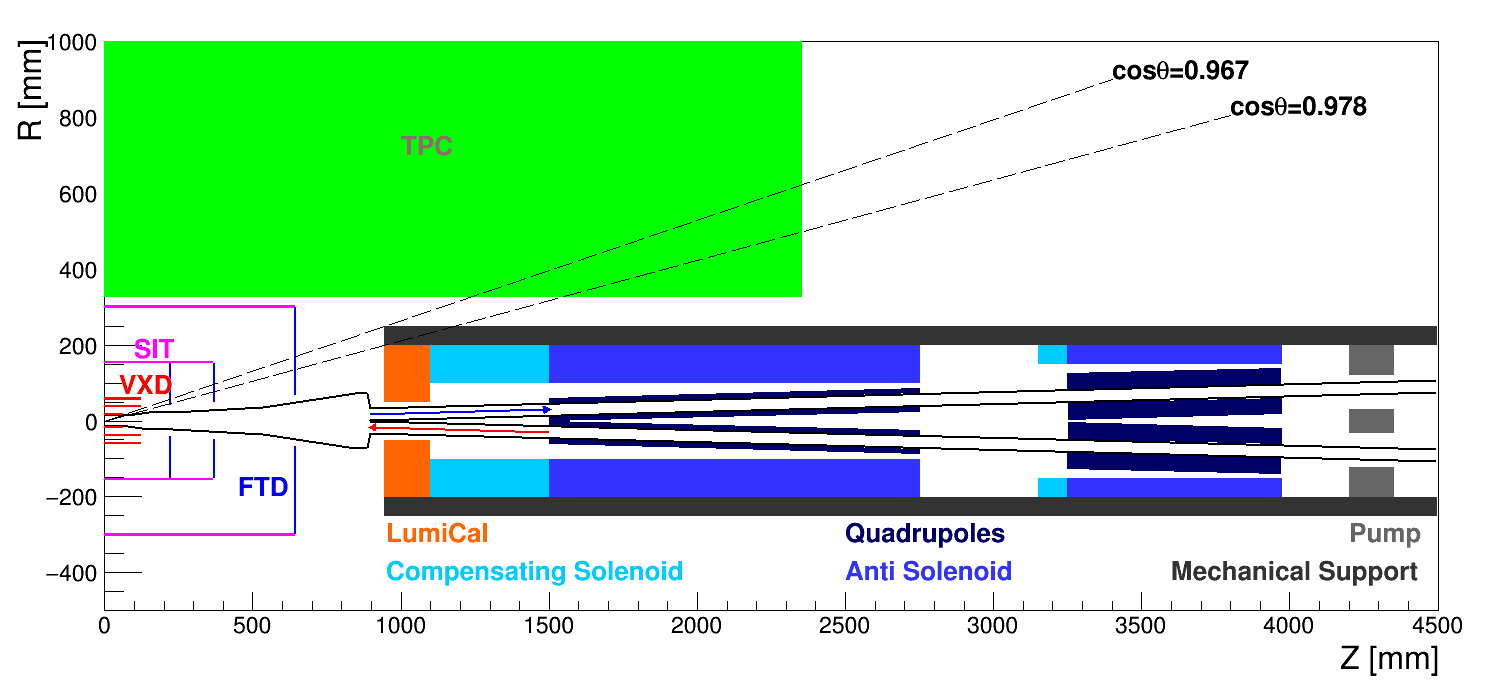 R [mm]
1000
800
600
400
200
0
−200
−400
cosθ=0.967
cosθ=0.978
TPC
SIT
VXD
FTD
LumiCal
Quadrupoles
Pump
Compensating Solenoid
Anti Solenoid
Mechanical Support
0
500
1000
1500
2000
2500
3000
3500
4000
4500
Z [mm]